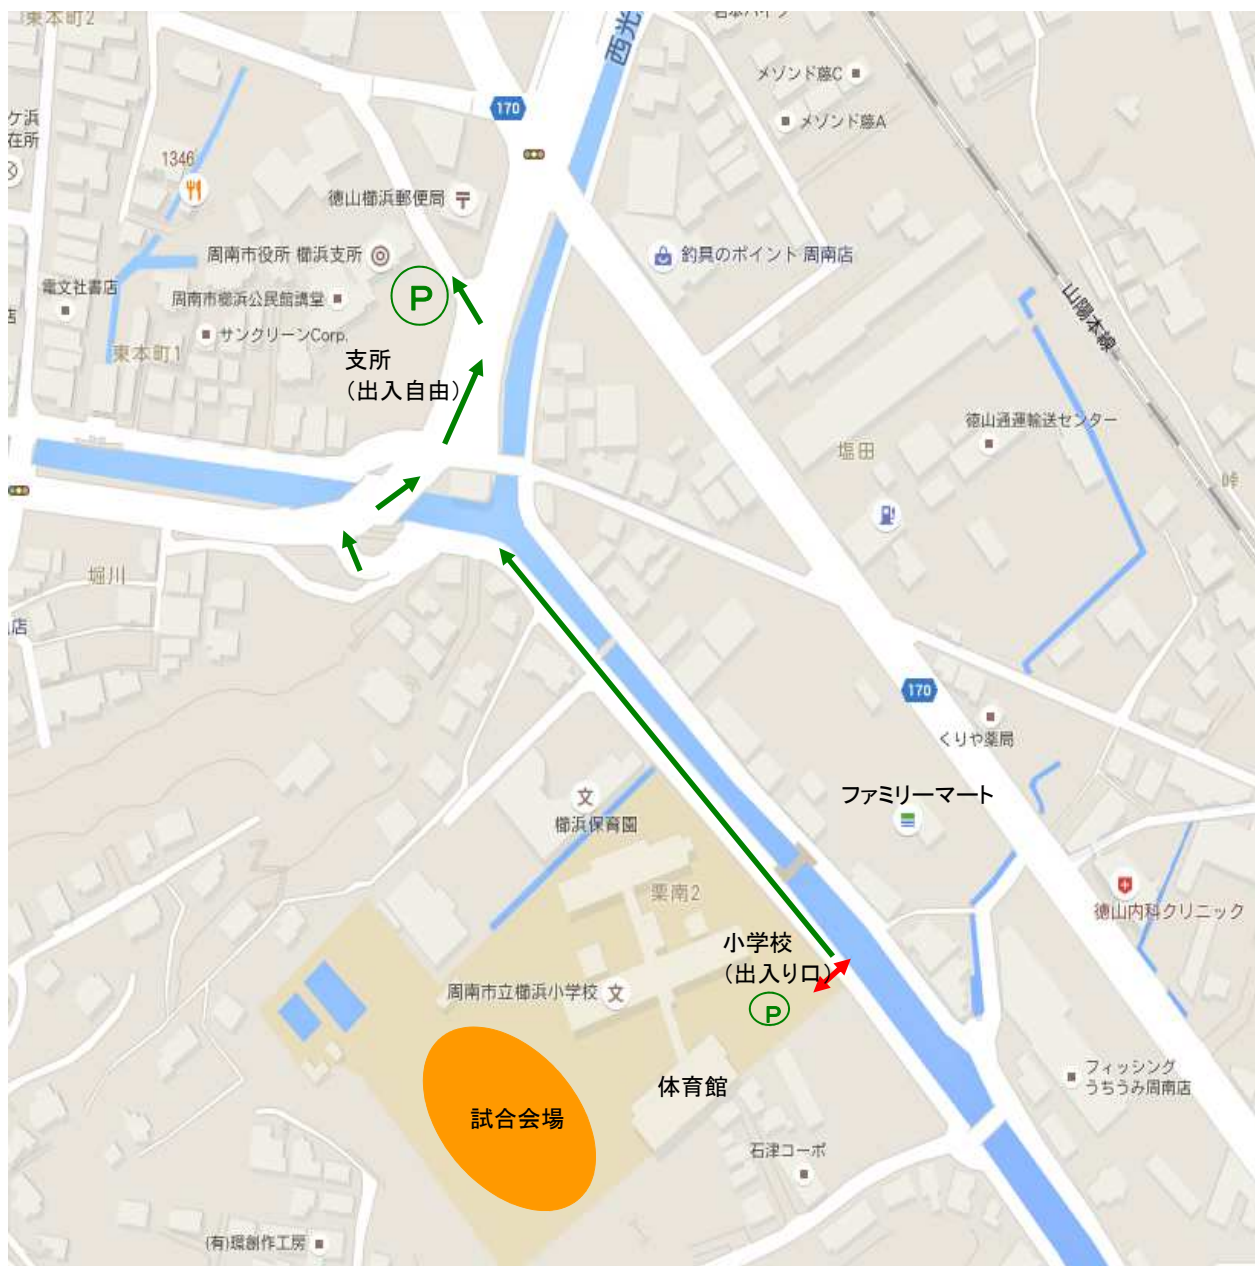 東本町2
西光
岩本ハイツ
メゾンド藤C
メゾンド藤A
170
ケ浜
在所
1346
徳山櫛浜郵便局
周南市役所 櫛浜支所
釣具のポイント 周南店
電文社書店
周南市櫛浜公民館講堂
P
山陽本線
店
サンクリーンCorp.
東本町1
支所
（出入自由）
徳山通運輸送センター
塩田
峠
堀川
店
170
くりや薬局
ファミリーマート
文
櫛浜保育園
栗南2
徳山内科クリニック
小学校
（出入り口）
周南市立櫛浜小学校 文
P
フィッシング
うちうみ周南店
体育館
試合会場
石津コーポ
(有)環創作工房